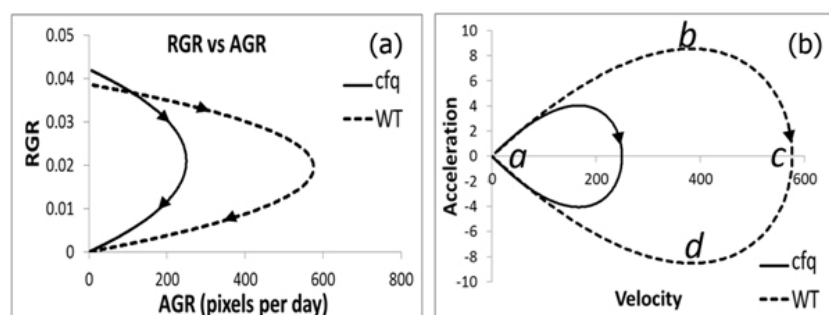 RGR vs AGR
(a)
0.05
0.04
0.03
0.02
0.01
0
RGR
cfq
WT
0 200 400 600 800
AGR (pixels per day)
(b)
10
8
6
4
2
0
-2
-4
-6
-8
-10
Acceleration
a
b
c
d
0 200 400 600
cfq
WT
Velocity